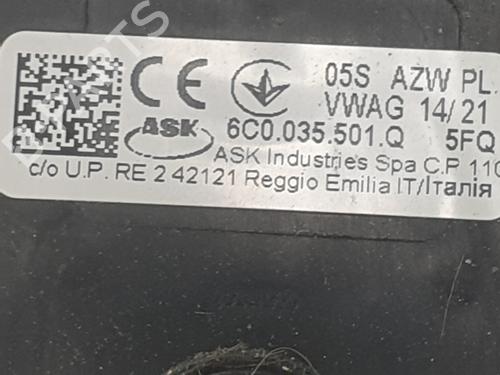 PARTS
05S AZW PL.
VWAG 14/21
ASK 6C0.035.501.Q 5FQ
ASK Industries Spa C.P 110
c/o U.P. RE 2 42121 Reggio Emilia IT/Італія